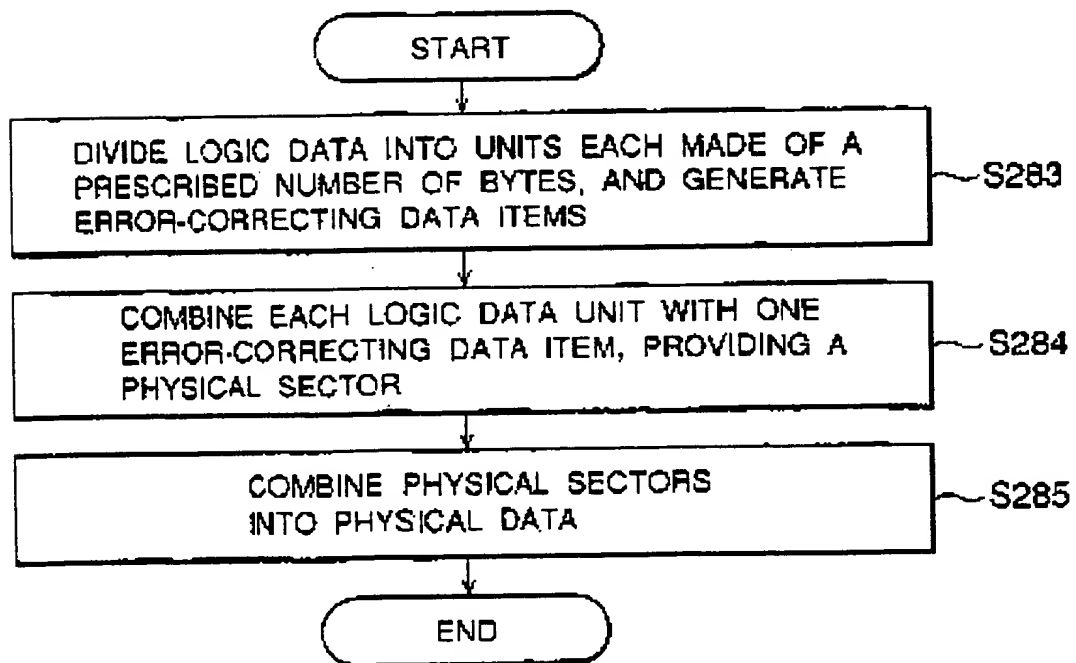 START
DIVIDE LOGIC DATA INTO UNITS EACH MADE OF A
PRESCRIBED NUMBER OF BYTES, AND GENERATE
ERROR-CORRECTING DATA ITEMS
S283
COMBINE EACH LOGIC DATA UNIT WITH ONE
ERROR-CORRECTING DATA ITEM, PROVIDING A
PHYSICAL SECTOR
S284
COMBINE PHYSICAL SECTORS
INTO PHYSICAL DATA
S285
END